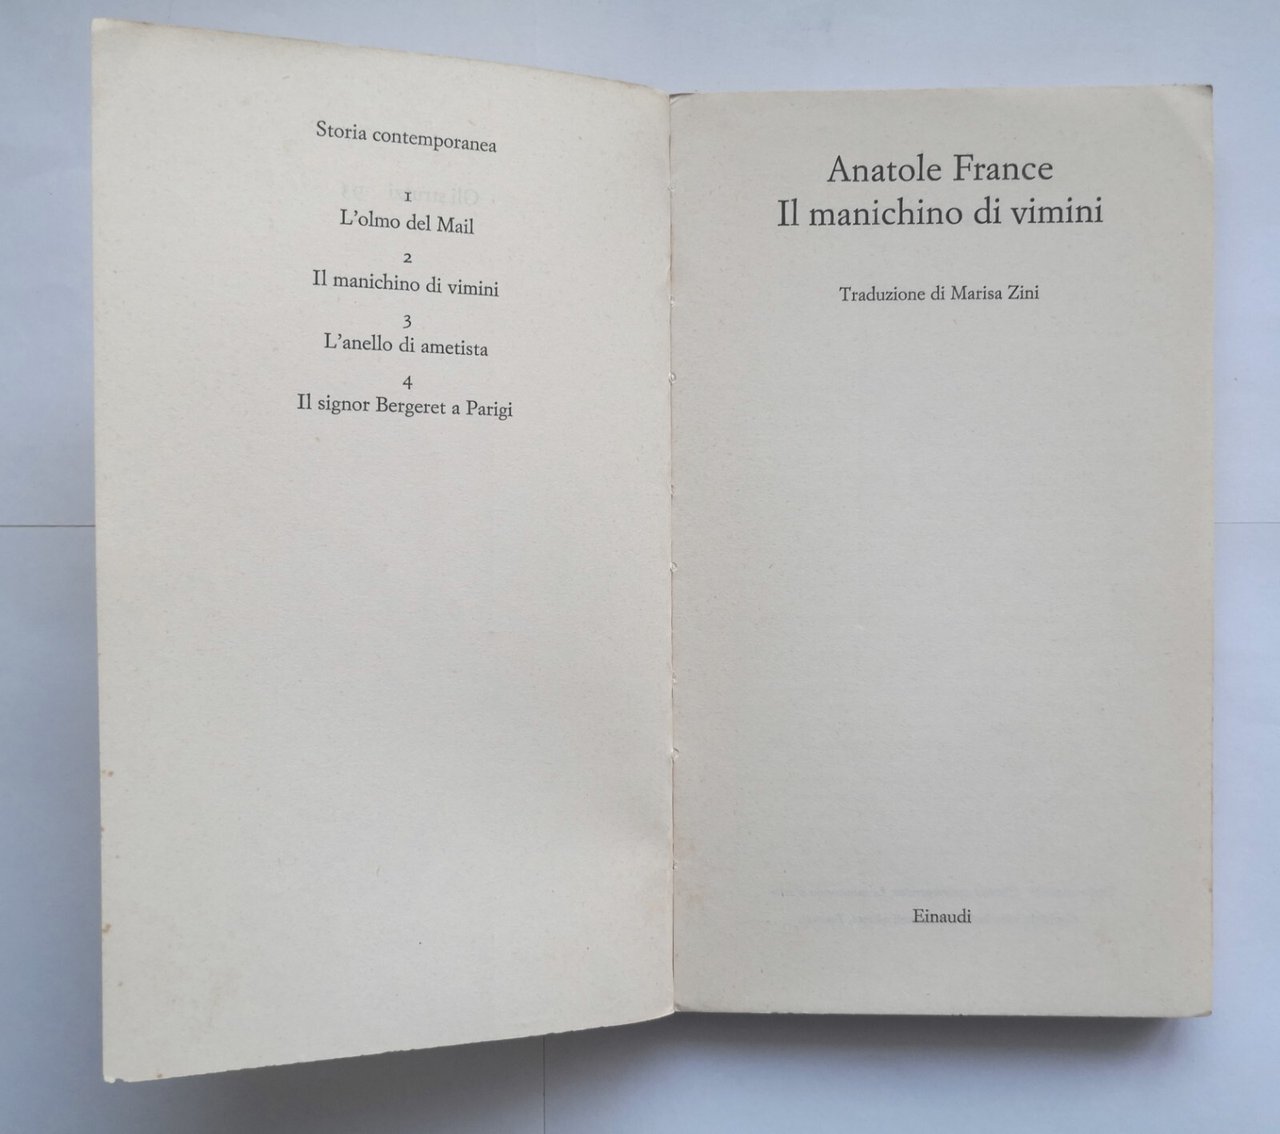 Storia contemporanea
1
L'olmo del Mail
2
Il manichino di vimini
3
L'anello di ametista
4
Il signor Bergeret a Parigi
Anatole France
Il manichino di vimini
Traduzione di Marisa Zini
Einaudi